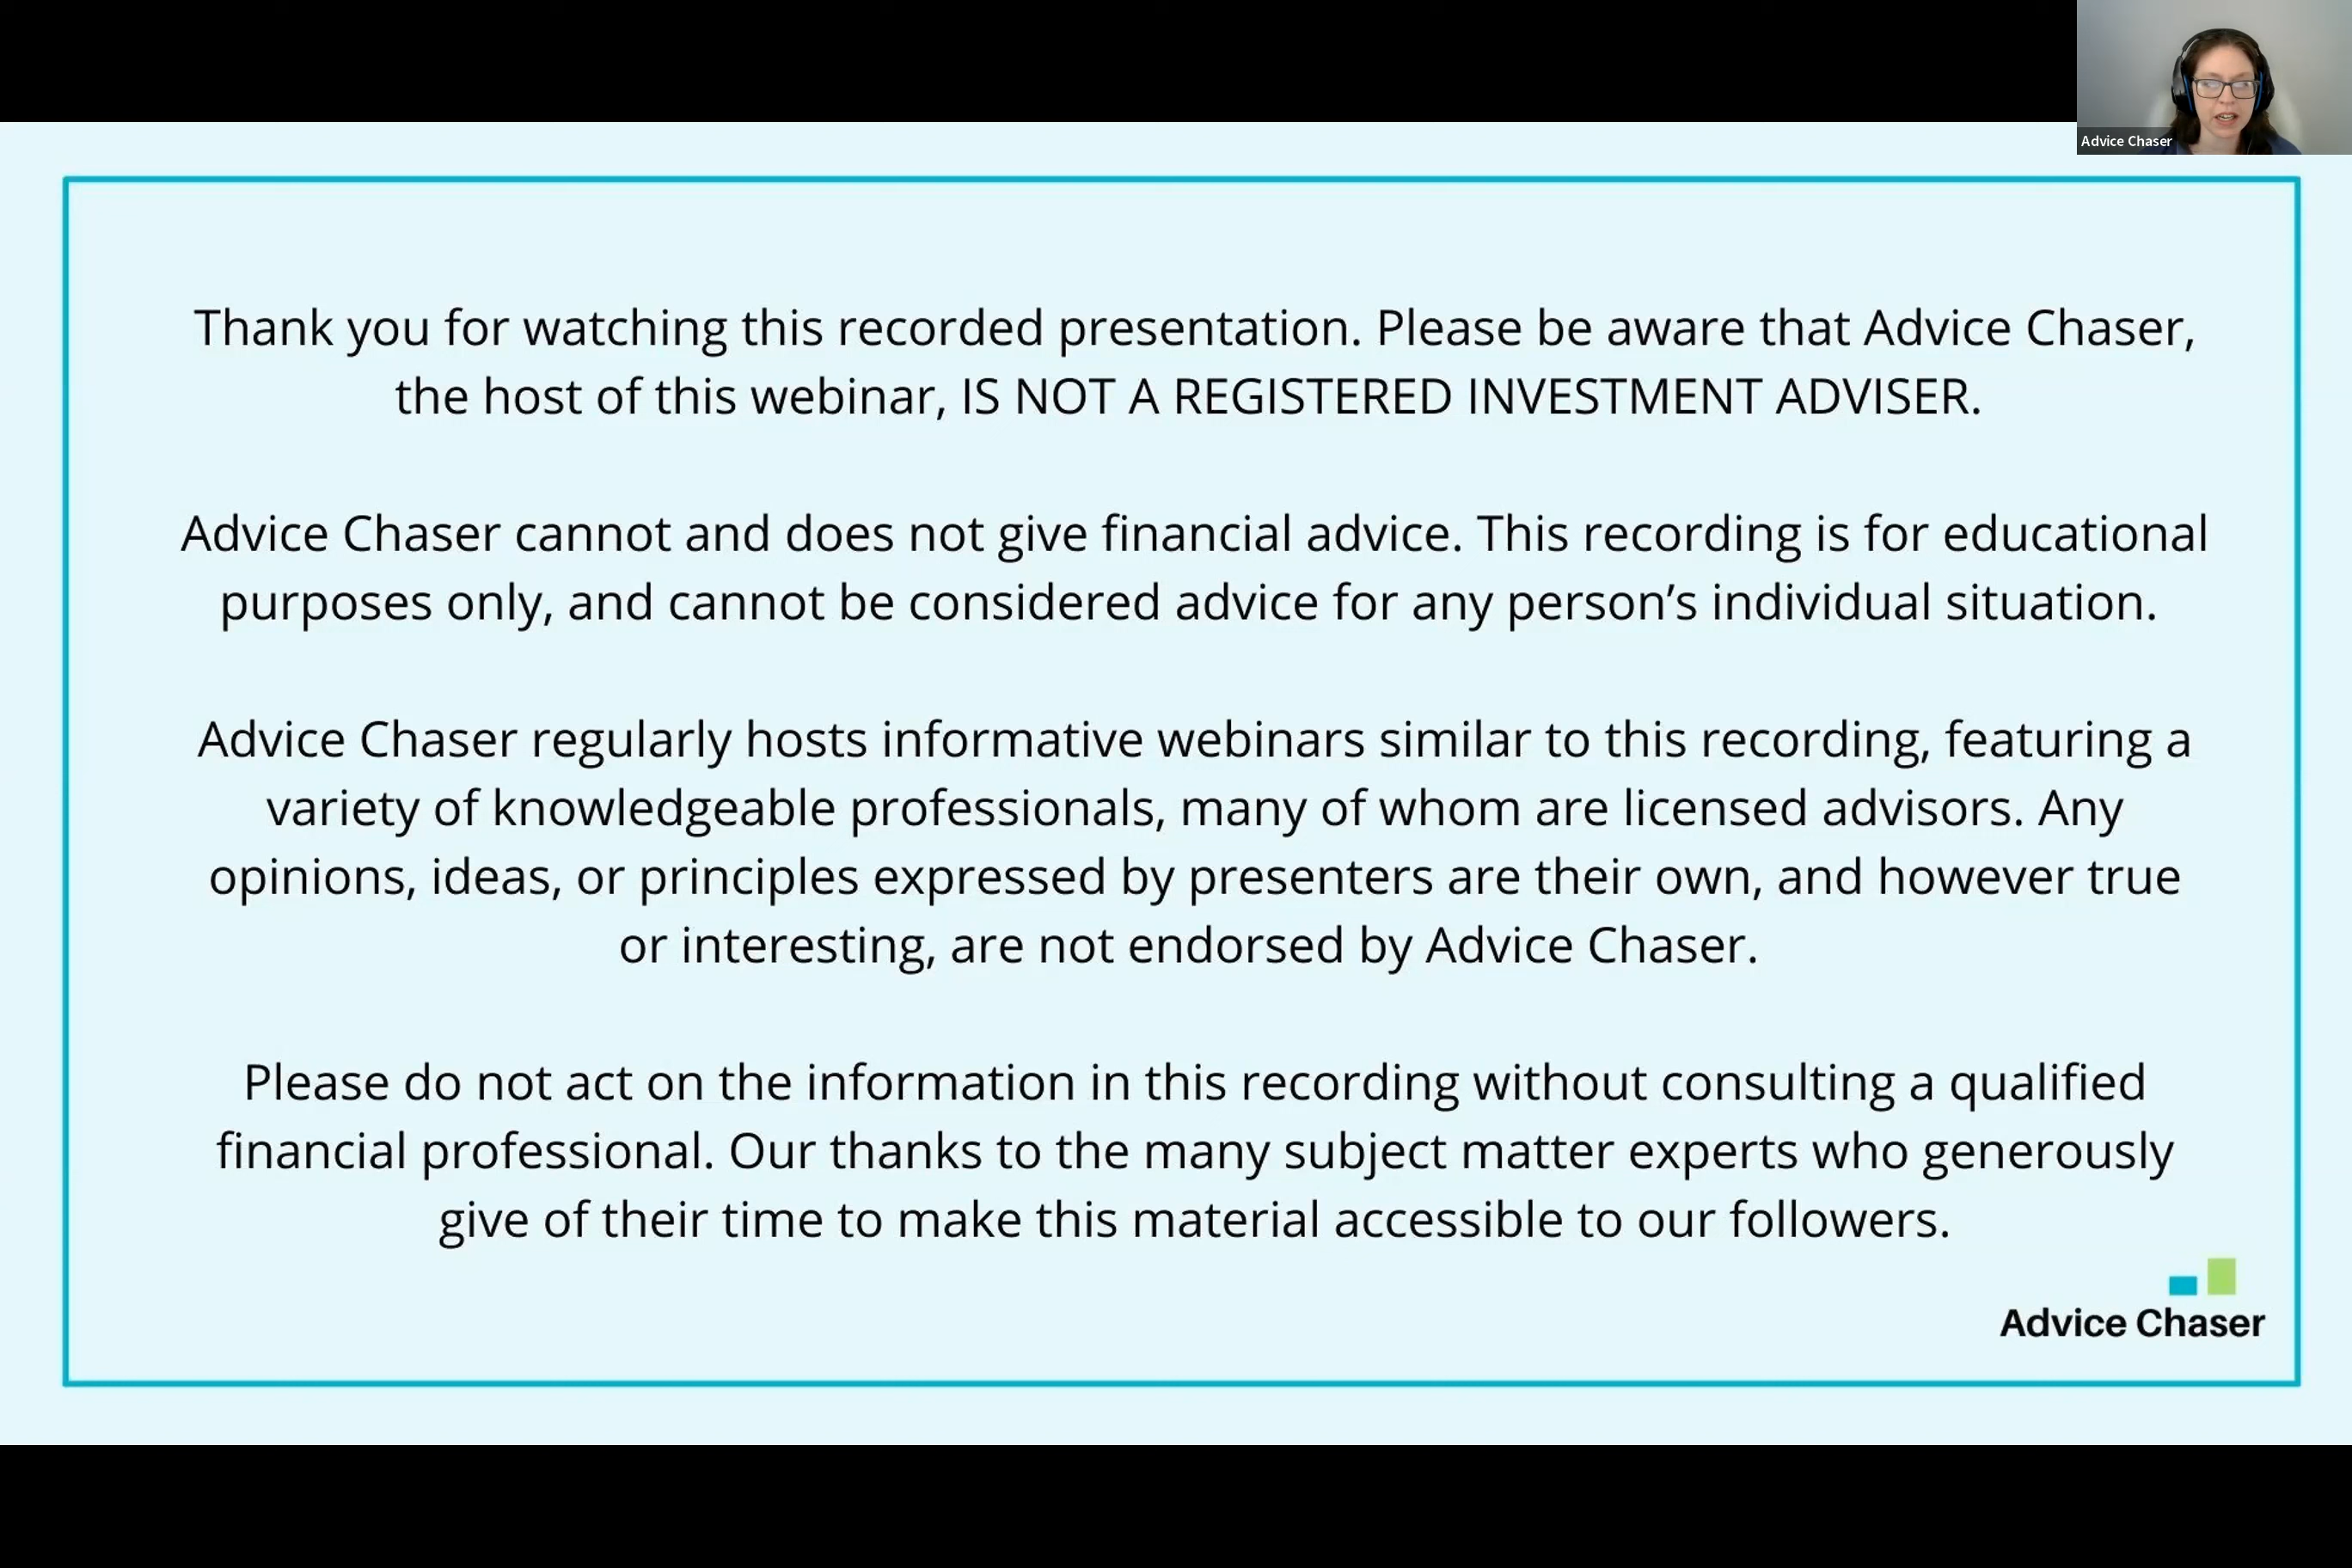 Advice Chaser
Thank you for watching this recorded presentation. Please be aware that Advice Chaser,
the host of this webinar, IS NOT A REGISTERED INVESTMENT ADVISER.
Advice Chaser cannot and does not give financial advice. This recording is for educational
purposes only, and cannot be considered advice for any person’s individual situation.
Advice Chaser regularly hosts informative webinars similar to this recording, featuring a
variety of knowledgeable professionals, many of whom are licensed advisors. Any
opinions, ideas, or principles expressed by presenters are their own, and however true
or interesting, are not endorsed by Advice Chaser.
Please do not act on the information in this recording without consulting a qualified
financial professional. Our thanks to the many subject matter experts who generously
give of their time to make this material accessible to our followers.
Advice Chaser